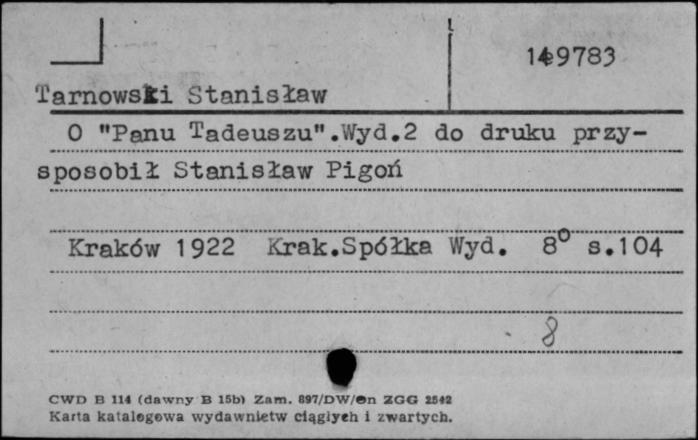 149783
Tarnowski Stanisław
O "Panu Tadeuszu".Wyd.2 do druku przy-
sposobił Stanisław Pigoń
Kraków 1922 Krak.Spółka Wyd. 8° s.104
8
CWD B 114 (dawny B 15b) Zam. 897/DW/en ZGG 2542
Karta katalogowa wydawnictw ciągłych i zwartych.